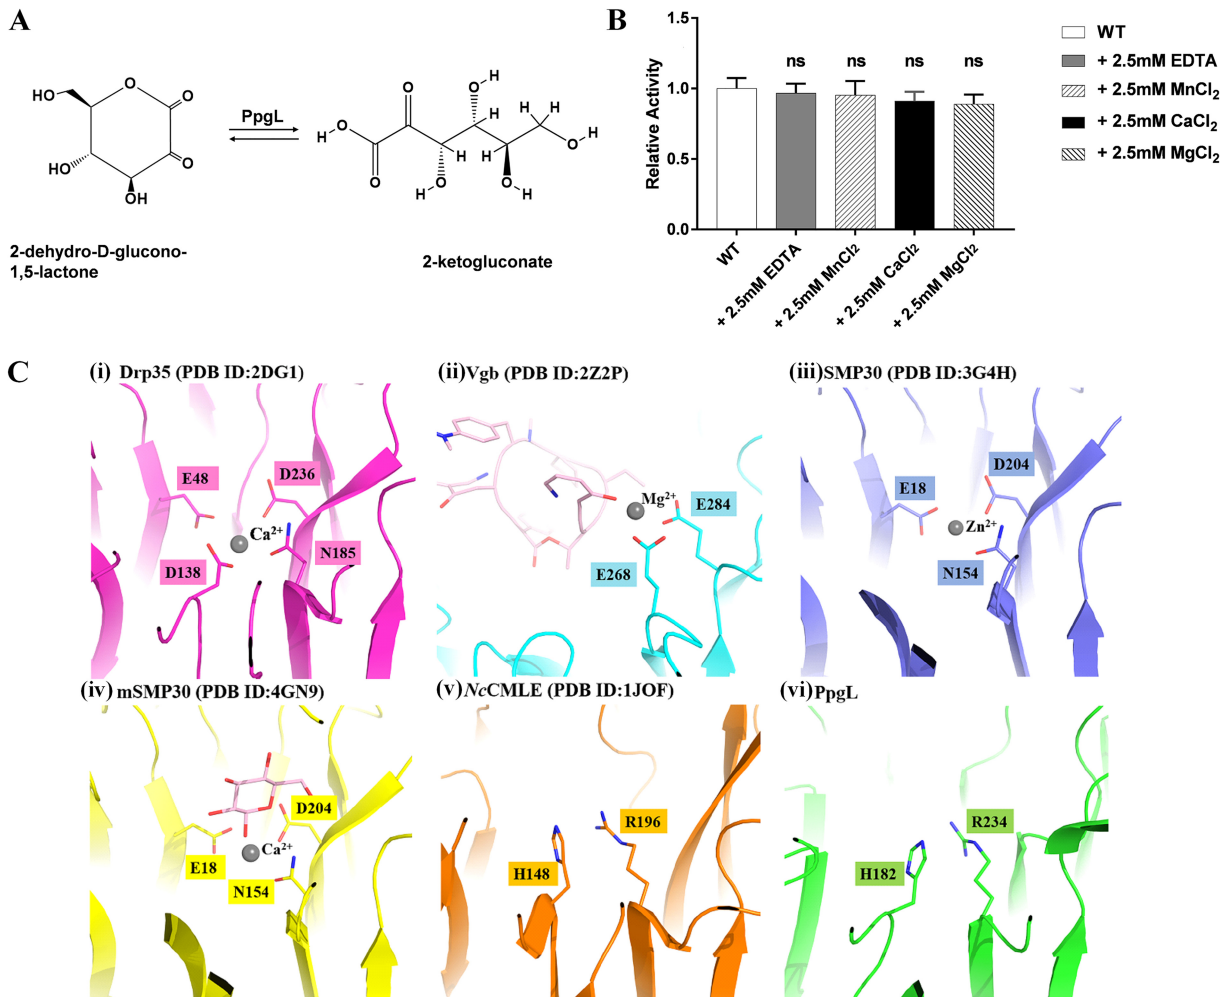 A
HO
O
O
O
HO
OH
PpgL
H
O
O
O
O
H
H
O
H
H
O
H
H
H
O
H
O
H
2-dehydro-D-glucono-
1,5-lactone
2-ketogluconate
B
Relative Activity
1.5
1.0
0.5
0.0
ns
ns
ns
ns
WT
+ 2.5mM EDTA
+ 2.5mM MnCl2
+ 2.5mM CaCl2
+ 2.5mM MgCl2
WT
+ 2.5mM EDTA
+ 2.5mM MnCl2
+ 2.5mM CaCl2
+ 2.5mM MgCl2
C
(i) Drp35 (PDB ID:2DG1)
E48
D236
Ca2+
D138
N185
(ii)Vgb (PDB ID:2Z2P)
Mg2+
E284
E268
(iii)SMP30 (PDB ID:3G4H)
D204
E18
Zn2+
N154
(iv) mSMP30 (PDB ID:4GN9)
D204
Ca2+
E18
N154
(v) NcCMLE (PDB ID:1JOF)
R196
H148
(vi)PpgL
R234
H182